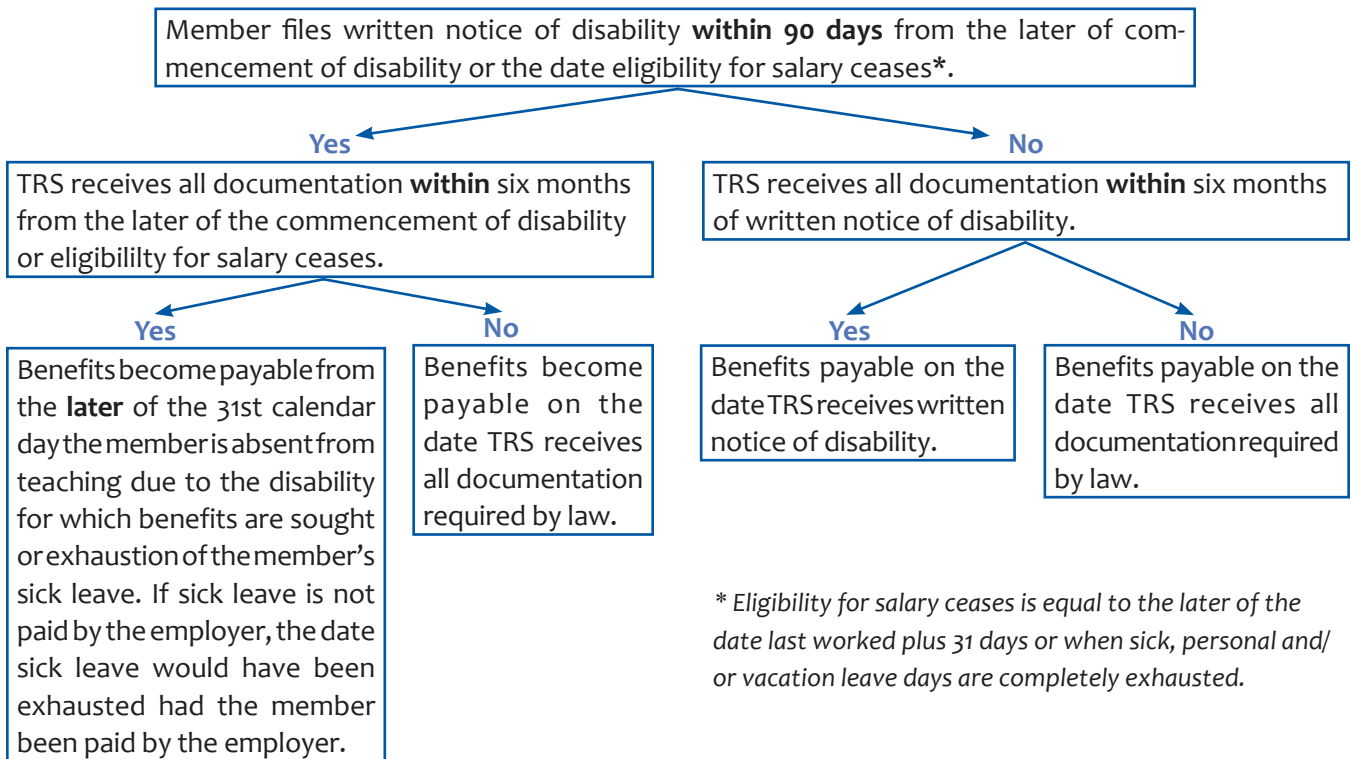 Member files written notice of disability within 90 days from the later of com-
mencement of disability or the date eligibility for salary ceases*.
Yes
No
TRS receives all documentation within six months
from the later of the commencement of disability
or eligibililty for salary ceases.
TRS receives all documentation within six months
of written notice of disability.
Yes
No
Yes
No
Benefits become payable from
the later of the 31st calendar
day the member is absent from
teaching due to the disability
for which benefits are sought
or exhaustion of the member's
sick leave. If sick leave is not
paid by the employer, the date
sick leave would have been
exhausted had the member
been paid by the employer.
Benefits become
payable on the
date TRS receives
all documentation
required by law.
Benefits payable on the
date TRS receives written
notice of disability.
Benefits payable on the
date TRS receives all
documentation required
by law.
* Eligibility for salary ceases is equal to the later of the
date last worked plus 31 days or when sick, personal and/
or vacation leave days are completely exhausted.